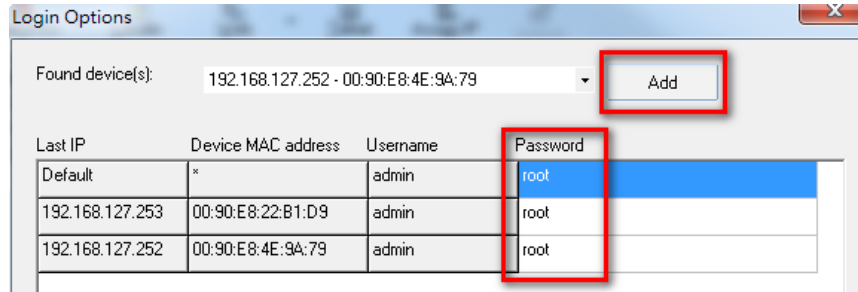 Login Options
Found device(s): 192.168.127.252 - 00:90:E8:4E:9A:79 Add
Last IP Device MAC address Username Password
Default * admin root
192.168.127.253 00:90:E8:22:B1:D9 admin root
192.168.127.252 00:90:E8:4E:9A:79 admin root